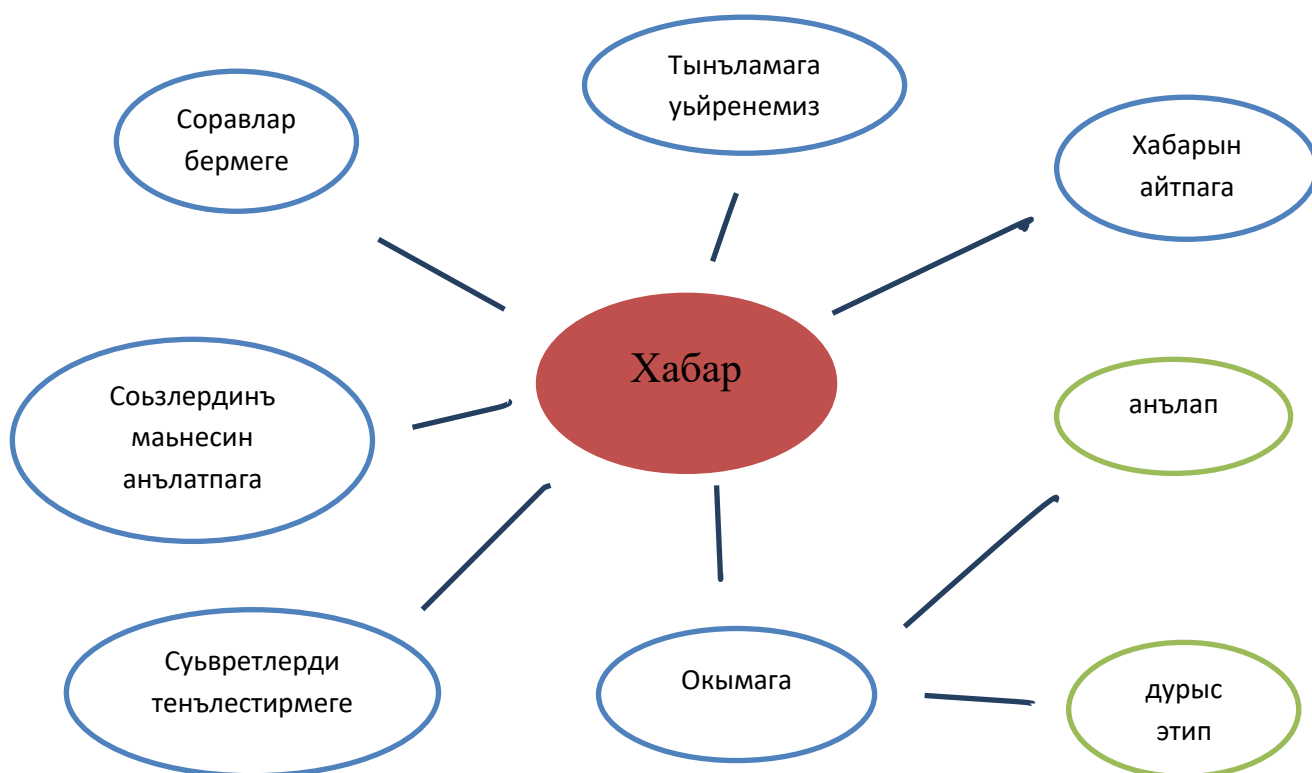 Тынъламага
уьйренемиз
Соравлар
бермеге
Хабарын
айтпага
Хабар
Соьзлердинъ
маьнесин
анълатпага
анълап
Суьвретлерди
тенълестирмеге
Окымага
дурыс
этип